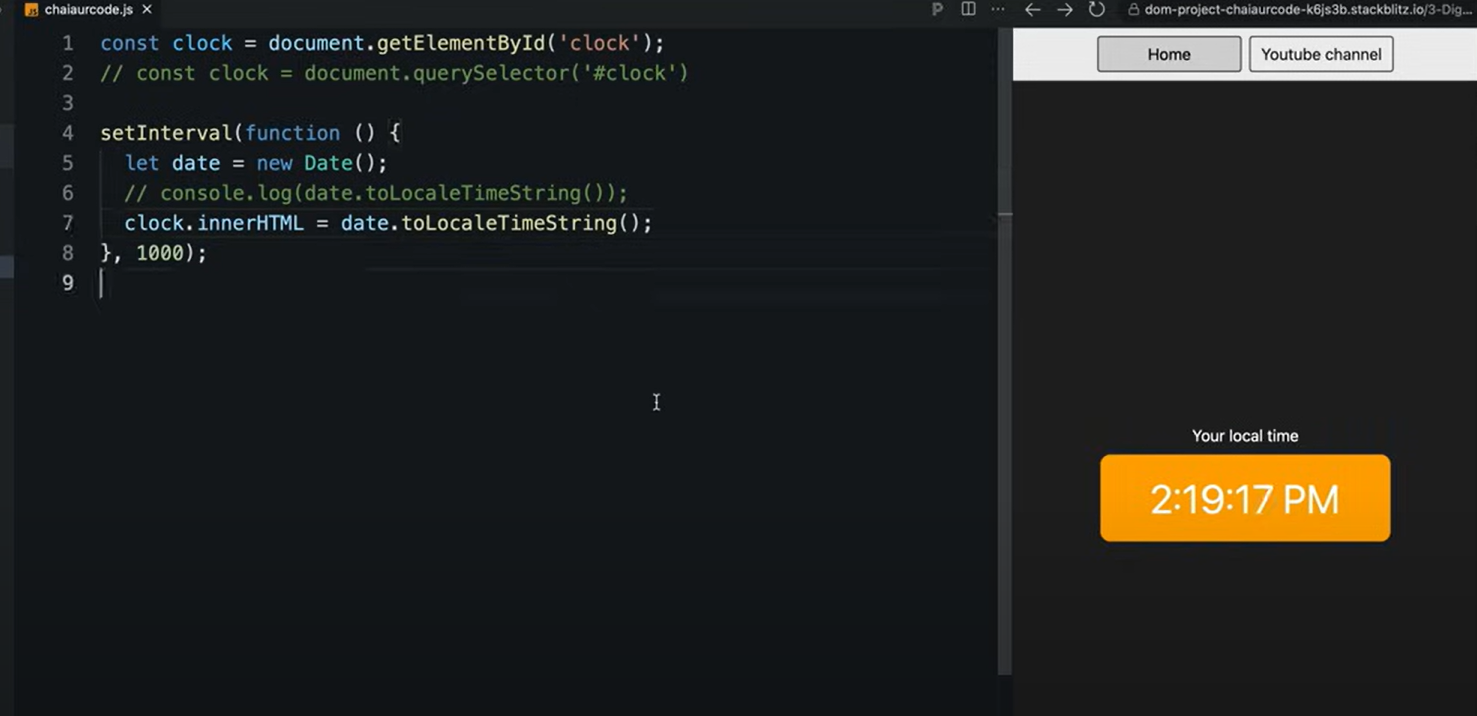 chaiaurcode.js
dom-project-chaiaurcode-k6js3b.stackblitz.io/3-Dig...
1 const clock = document.getElementById('clock');
2 // const clock = document.querySelector('#clock')
3
4 setInterval(function () {
5 let date = new Date();
6 // console.log(date.toLocaleTimeString());
7 clock.innerHTML = date.toLocaleTimeString();
8 }, 1000);
9
Home
Youtube channel
Your local time
2:19:17 PM